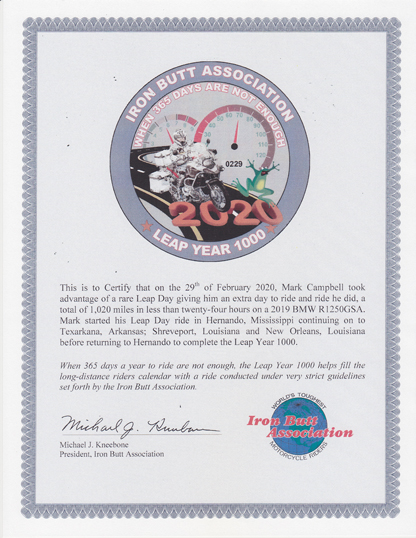 IRON BUTT ASSOCIATION
WHEN 365 DAYS ARE NOT ENOUGH
0229
2020
LEAP YEAR 1000
This is to Certify that on the 29th of February 2020, Mark Campbell took
advantage of a rare Leap Day giving him an extra day to ride and ride he did, a
total of 1,020 miles in less than twenty-four hours on a 2019 BMW R1250GSA.
Mark started his Leap Day ride in Hernando, Mississippi continuing on to
Texarkana, Arkansas; Shreveport, Louisiana and New Orleans, Louisiana
before returning to Hernando to complete the Leap Year 1000.
When 365 days a year to ride are not enough, the Leap Year 1000 helps fill the
long-distance riders calendar with a ride conducted under very strict guidelines
set forth by the Iron Butt Association.
Michael J. Kneebone
Michael J. Kneebone
President, Iron Butt Association
WORLD'S TOUGHEST
Iron Butt
Association
MOTORCYCLE RIDERS